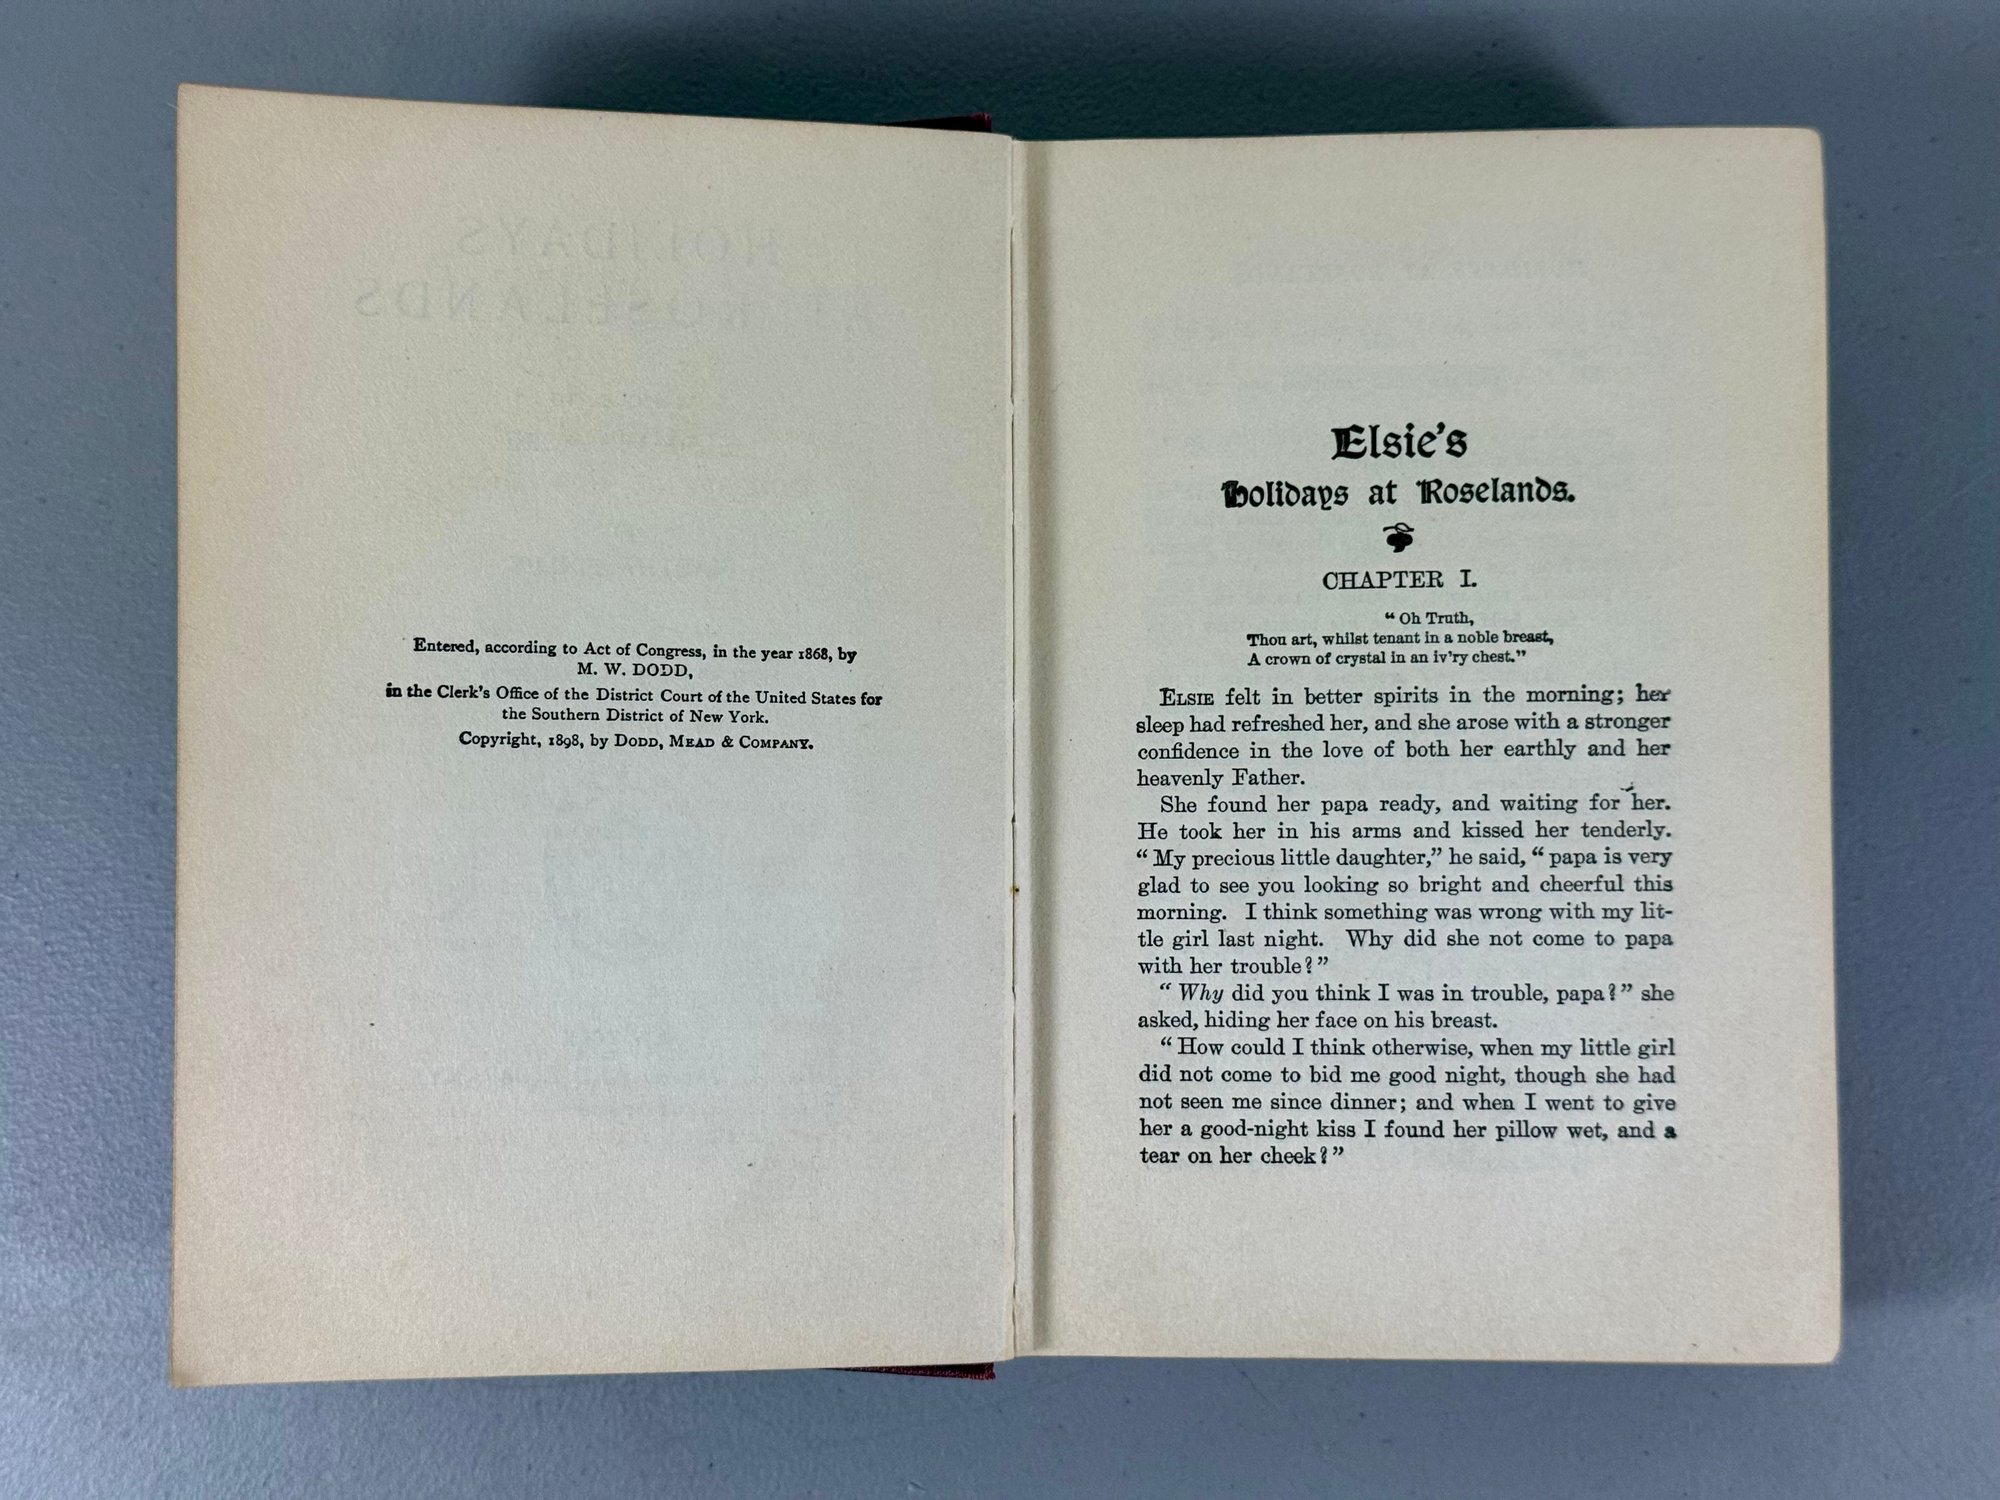 Entered, according to Act of Congress, in the year 1868, by
M. W. DODD,
in the Clerk's Office of the District Court of the United States for
the Southern District of New York.
Copyright, 1898, by DODD, MEAD & COMPANY.
Elsie's
Holidays at Roselands.
CHAPTER I.
“ Oh Truth,
Thou art, whilst tenant in a noble breast,
A crown of crystal in an iv'ry chest.”
ELSIE felt in better spirits in the morning; her
sleep had refreshed her, and she arose with a stronger
confidence in the love of both her earthly and her
heavenly Father.
She found her papa ready, and waiting for her.
He took her in his arms and kissed her tenderly.
“ My precious little daughter,” he said, “ papa is very
glad to see you looking so bright and cheerful this
morning. I think something was wrong with my lit-
tle girl last night. Why did she not come to papa
with her trouble?”
“ Why did you think I was in trouble, papa?” she
asked, hiding her face on his breast.
“ How could I think otherwise, when my little girl
did not come to bid me good night, though she had
not seen me since dinner; and when I went to give
her a good-night kiss I found her pillow wet, and a
tear on her cheek?”